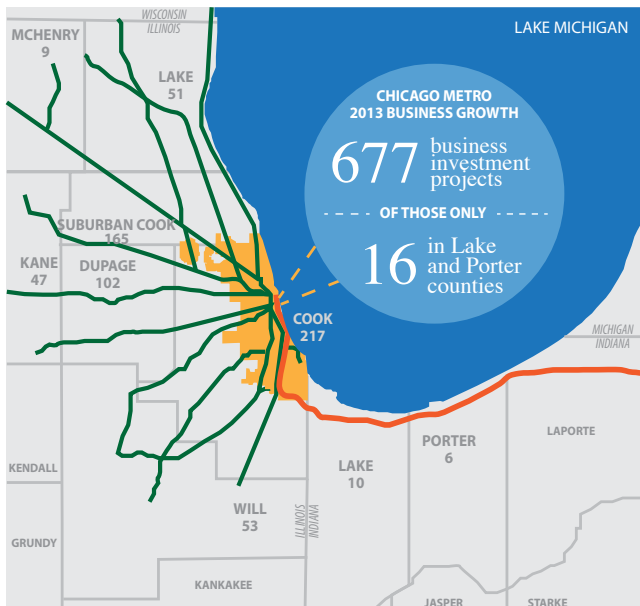 WISCONSIN
ILLINOIS
MCHENRY
9
LAKE
51
LAKE MICHIGAN
CHICAGO METRO
2013 BUSINESS GROWTH
677 business
investment
projects
OF THOSE ONLY
16 in Lake
and Porter
counties
SUBURBAN COOK
165
KANE
47
DUPAGE
102
COOK
217
MICHIGAN
INDIANA
KENDALL
LAKE
10
PORTER
6
LAPORTE
WILL
53
ILLINOIS
INDIANA
GRUNDY
KANKAKEE
JASPER
STARKE